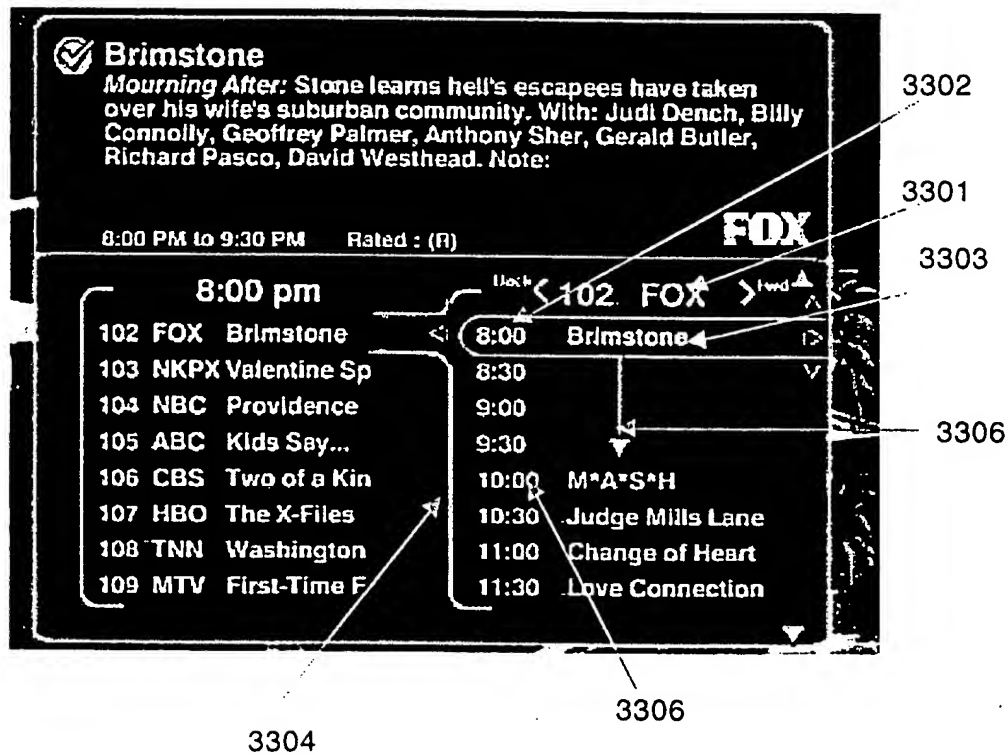 Brimstone
Mourning After: Stone learns hell's escapees have taken
over his wife's suburban community. With: Judi Dench, Billy
Connolly, Geoffrey Palmer, Anthony Sher, Gerald Butler,
Richard Pasco, David Westhead. Note:
8:00 PM to 9:30 PM Rated : (R)
FOX
8:00 pm
102 FOX Brimstone
103 NKPX Valentine Sp
104 NBC Providence
105 ABC Kids Say...
106 CBS Two of a Kin
107 HBO The X-Files
108 TNN Washington
109 MTV First-Time F
Back < 102 FOX > Fwd
8:00 Brimstone
8:30
9:00
9:30
10:00 M*A*S*H
10:30 Judge Mills Lane
11:00 Change of Heart
11:30 Love Connection
3302
3301
3303
3306
3306
3304